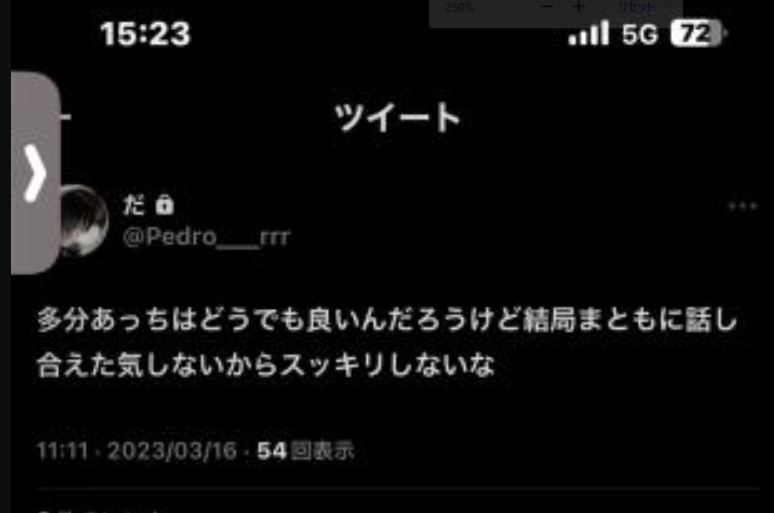 250%
リセット
15:23
5G
72
ツイート
だ
@Pedro___rrr
多分あっちはどうでも良いんだろうけど結局まともに話し
合えた気しないからスッキリしないな
11:11 · 2023/03/16 · 54回表示